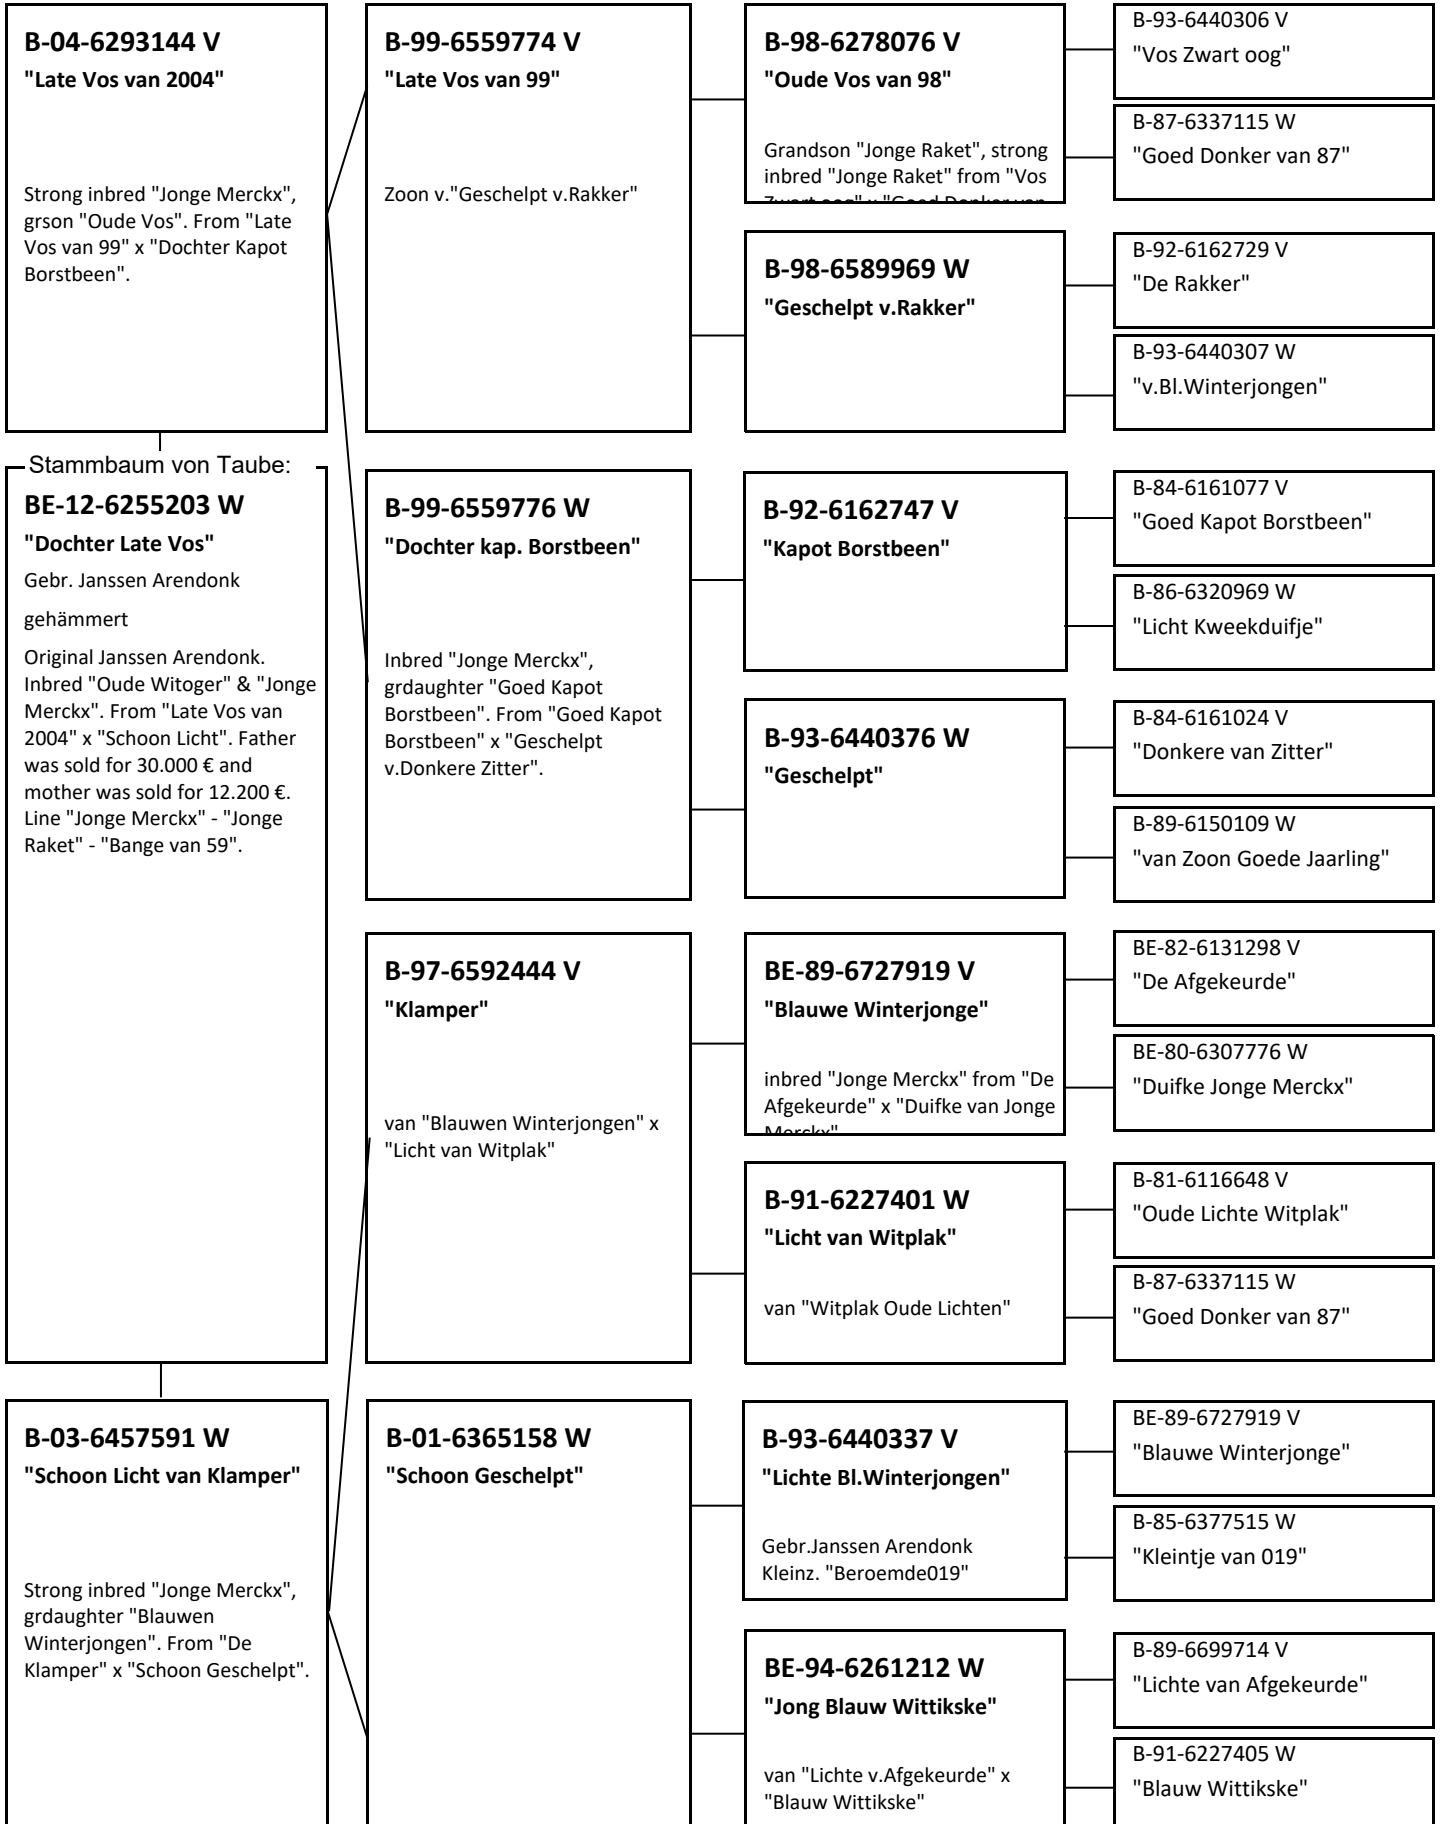 B-04-6293144 V
"Late Vos van 2004"
Strong inbred "Jonge Merckx",
grson "Oude Vos". From "Late
Vos van 99" x "Dochter Kapot
Borstbeen".
Stammbaum von Taube:
BE-12-6255203 W
"Dochter Late Vos"
Gebr. Janssen Arendonk
gehämmert
Original Janssen Arendonk.
Inbred "Oude Witoger" & "Jonge
Merckx". From "Late Vos van
2004" x "Schoon Licht". Father
was sold for 30.000 € and
mother was sold for 12.200 €.
Line "Jonge Merckx" - "Jonge
Raket" - "Bange van 59".
B-03-6457591 W
"Schoon Licht van Klamper"
Strong inbred "Jonge Merckx",
grdaughter "Blauwen
Winterjongen". From "De
Klamper" x "Schoon Geschelpt".
B-99-6559774 V
"Late Vos van 99"
Zoon v."Geschelpt v.Rakker"
B-99-6559776 W
"Dochter kap. Borstbeen"
Inbred "Jonge Merckx",
grdaughter "Goed Kapot
Borstbeen". From "Goed Kapot
Borstbeen" x "Geschelpt
v.Donkere Zitter".
B-97-6592444 V
"Klamper"
van "Blauwen Winterjongen" x
"Licht van Witplak"
B-01-6365158 W
"Schoon Geschelpt"
B-98-6278076 V
"Oude Vos van 98"
Grandson "Jonge Raket", strong
inbred "Jonge Raket" from "Vos
Zwart oog" x "Goed Donker van
B-98-6589969 W
"Geschelpt v.Rakker"
B-92-6162747 V
"Kapot Borstbeen"
B-93-6440376 W
"Geschelpt"
BE-89-6727919 V
"Blauwe Winterjonge"
inbred "Jonge Merckx" from "De
Afgekeurde" x "Duifke van Jonge
Merckx"
B-91-6227401 W
"Licht van Witplak"
van "Witplak Oude Lichten"
B-93-6440337 V
"Lichte Bl.Winterjongen"
Gebr.Janssen Arendonk
Kleinz. "Beroemde019"
BE-94-6261212 W
"Jong Blauw Wittikske"
van "Lichte v.Afgekeurde" x
"Blauw Wittikske"
B-93-6440306 V
"Vos Zwart oog"
B-87-6337115 W
"Goed Donker van 87"
B-92-6162729 V
"De Rakker"
B-93-6440307 W
"v.Bl.Winterjongen"
B-84-6161077 V
"Goed Kapot Borstbeen"
B-86-6320969 W
"Licht Kweekduifje"
B-84-6161024 V
"Donkere van Zitter"
B-89-6150109 W
"van Zoon Goede Jaarling"
BE-82-6131298 V
"De Afgekeurde"
BE-80-6307776 W
"Duifke Jonge Merckx"
B-81-6116648 V
"Oude Lichte Witplak"
B-87-6337115 W
"Goed Donker van 87"
BE-89-6727919 V
"Blauwe Winterjonge"
B-85-6377515 W
"Kleintje van 019"
B-89-6699714 V
"Lichte van Afgekeurde"
B-91-6227405 W
"Blauw Wittikske"